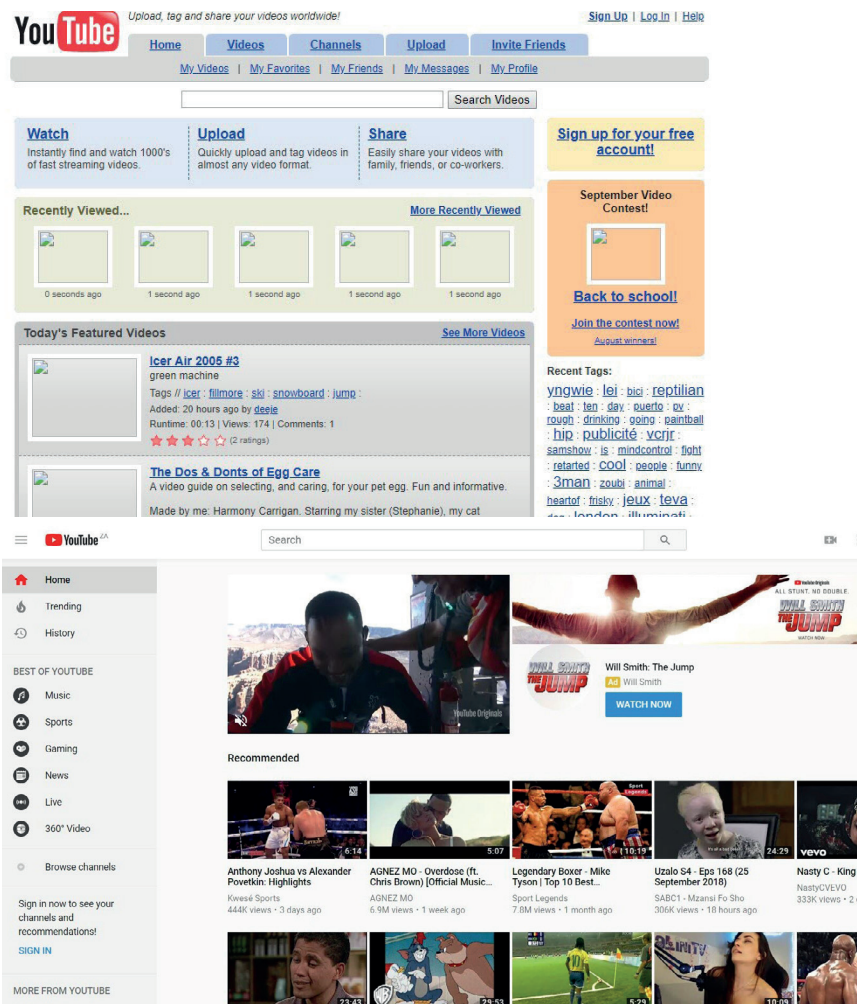 YouTube
Upload, tag and share your videos worldwide!
Sign Up | Log In | Help
Home Videos Channels Upload Invite Friends
My Videos | My Favorites | My Friends | My Messages | My Profile
Search Videos
Watch
Instantly find and watch 1000's
of fast streaming videos.
Upload
Quickly upload and tag videos in
almost any video format.
Share
Easily share your videos with
family, friends, or co-workers.
Sign up for your free
account!
Recently Viewed...
More Recently Viewed
0 seconds ago
1 second ago
1 second ago
1 second ago
1 second ago
September Video
Contest!
Back to school!
Join the contest now!
August winners!
Today's Featured Videos
See More Videos
Icer Air 2005 #3
green machine
Tags // icer : fillmore : ski : snowboard : jump :
Added: 20 hours ago by deeje
Runtime: 00:13 | Views: 174 | Comments: 1
(2 ratings)
The Dos & Donts of Egg Care
A video guide on selecting, and caring, for your pet egg. Fun and informative.
Made by me: Harmony Carrigan. Starring my sister (Stephanie), my cat
Recent Tags:
yngwie : lei : bici : reptilian
: beat : ten : day : puerto : pv :
rough : drinking : going : paintball
: hip : publicité : vcrjr :
samshow : is : mindcontrol : fight
: retarted : cool : people : funny
: 3man : zoubi : animal :
heartof : frisky : jeux : teva :
london : illuminati :
YouTube ZA
Search
Home
Trending
History
BEST OF YOUTUBE
Music
Sports
Gaming
News
Live
360° Video
Browse channels
Sign in now to see your
channels and
recommendations!
SIGN IN
MORE FROM YOUTUBE
YouTube Originals
YouTube Originals
ALL STUNT. NO DOUBLE.
WILL SMITH
THE JUMP
WATCH NOW
WILL SMITH
THE JUMP
Will Smith: The Jump
Ad Will Smith
WATCH NOW
Recommended
6:14
Anthony Joshua vs Alexander
Povetkin: Highlights
Kwesé Sports
444K views • 3 days ago
5:07
AGNEZ MO - Overdose (ft.
Chris Brown) [Official Music...
AGNEZ MO
6.9M views • 1 week ago
Sport
Legends
10:19
Legendary Boxer - Mike
Tyson | Top 10 Best...
Sport Legends
7.8M views • 1 month ago
24:29
Uzalo S4 - Eps 168 (25
September 2018)
SABC1 - Mzansi Fo Sho
306K views • 18 hours ago
vevo
Nasty C - King
NastyCVEVO
333K views • 2
23:43
29:53
5:29
10:09